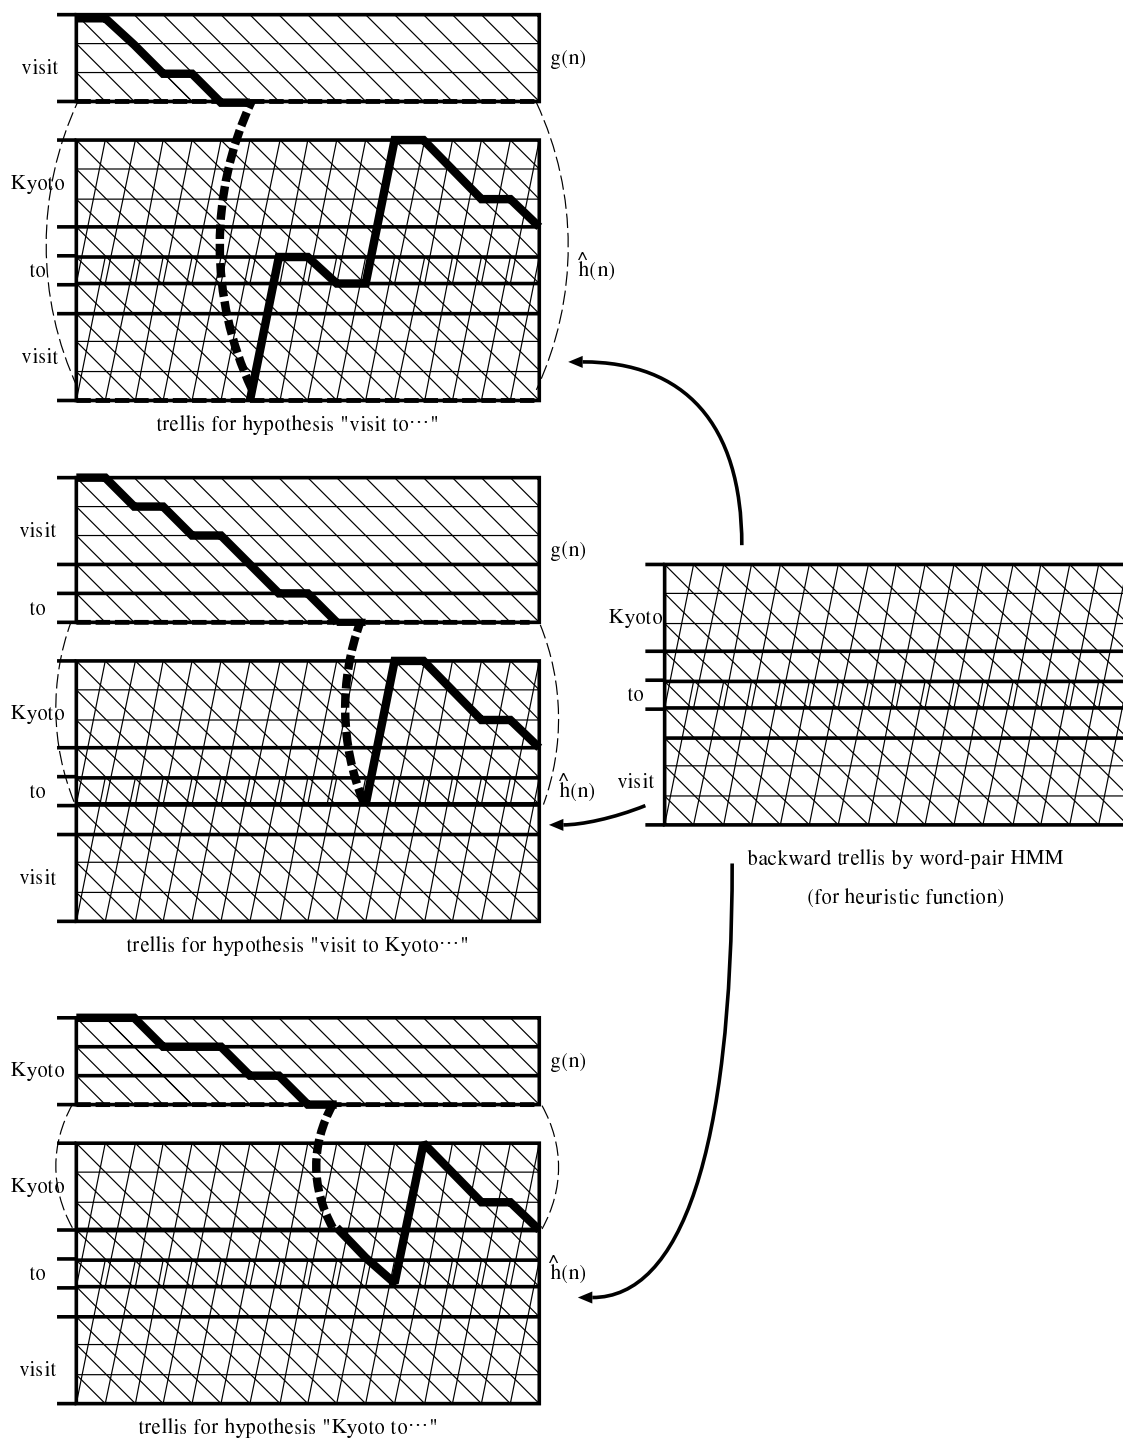 visit
g(n)
Kyoto
to
ĥ(n)
visit
trellis for hypothesis "visit to⋯"
visit
g(n)
to
Kyoto
to
ĥ(n)
visit
trellis for hypothesis "visit to Kyoto⋯"
Kyoto
to
visit
backward trellis by word-pair HMM
(for heuristic function)
Kyoto
g(n)
Kyoto
to
ĥ(n)
visit
trellis for hypothesis "Kyoto to⋯"